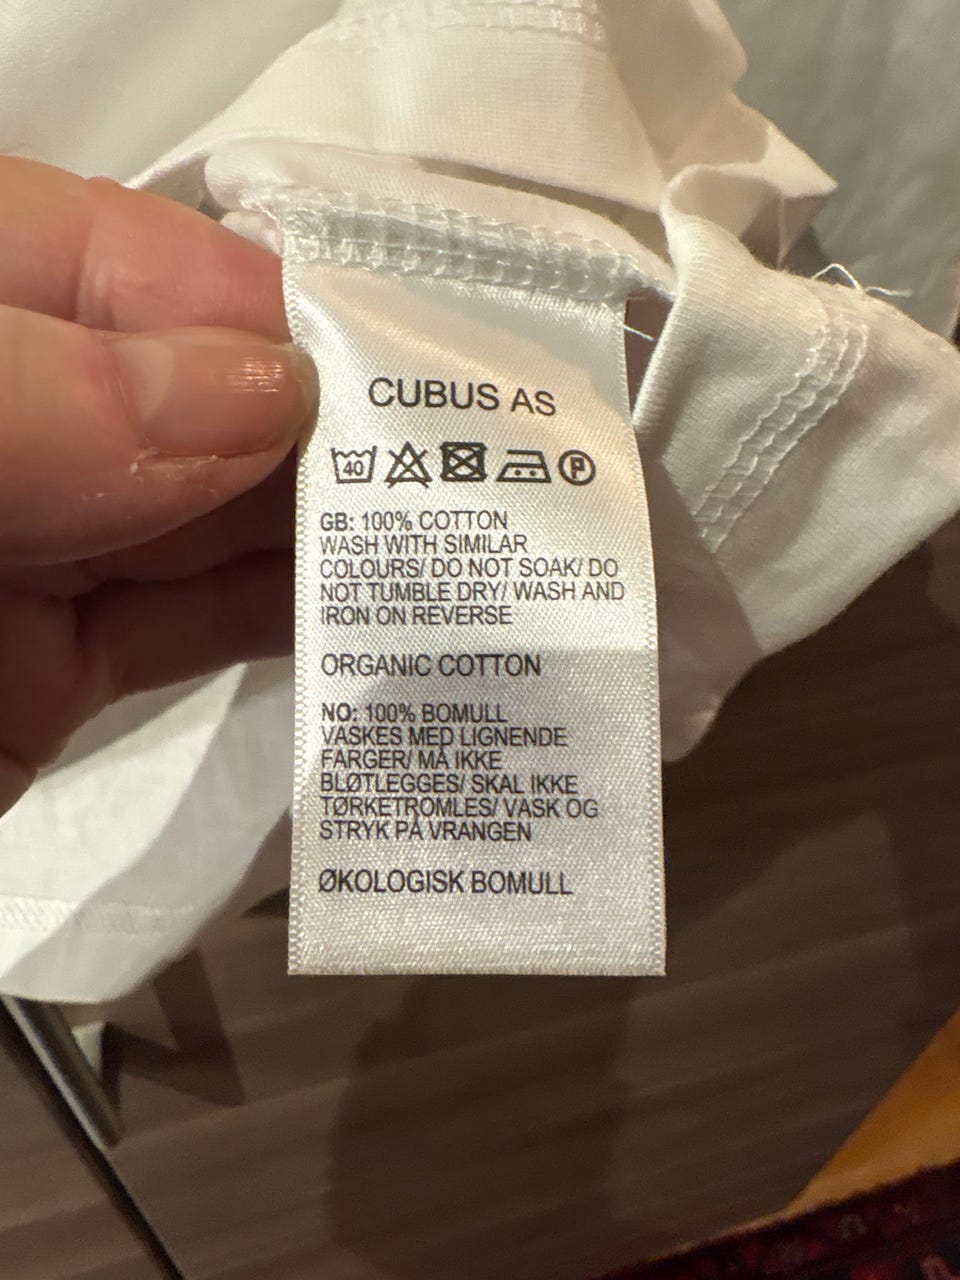 CUBUS AS
40 P
GB: 100% COTTON
WASH WITH SIMILAR
COLOURS/ DO NOT SOAK/ DO
NOT TUMBLE DRY/ WASH AND
IRON ON REVERSE
ORGANIC COTTON
NO: 100% BOMULL
VASKES MED LIGNENDE
FARGER/ MÅ IKKE
BLØTLEGGES/ SKAL IKKE
TØRKETROMLES/ VASK OG
STRYK PÅ VRANGEN
ØKOLOGISK BOMULL